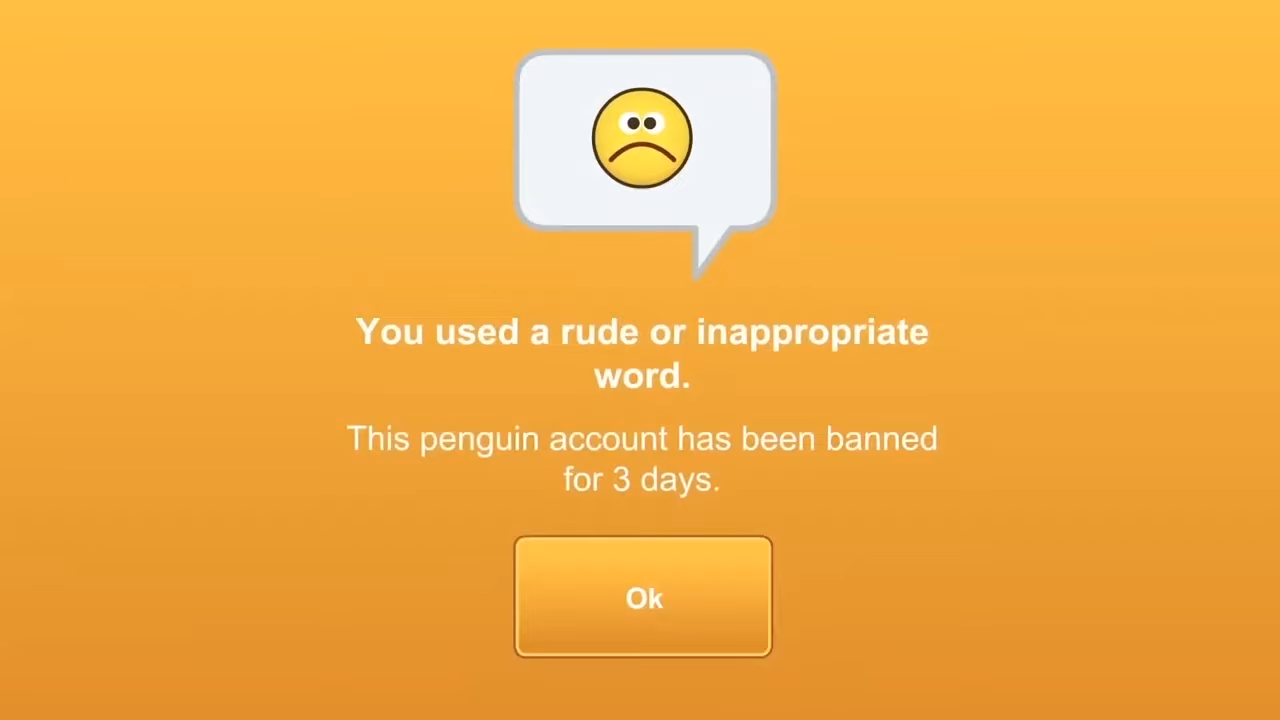 You used a rude or inappropriate
word.
This penguin account has been banned
for 3 days.
Ok